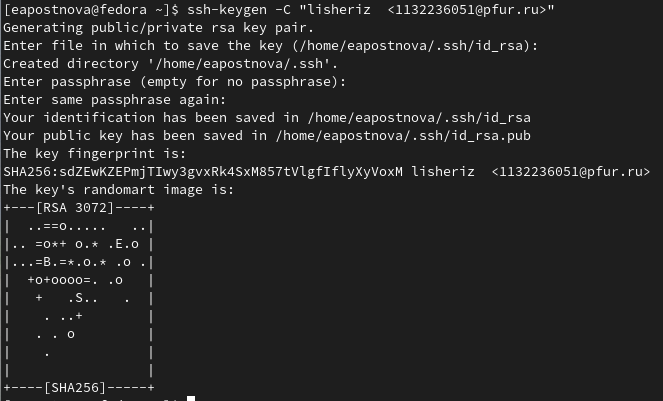 [eapostnova@fedora ~]$ ssh-keygen -C "lisheriz  <1132236051@pfur.ru>"
Generating public/private rsa key pair.
Enter file in which to save the key (/home/eapostnova/.ssh/id_rsa):
Created directory '/home/eapostnova/.ssh'.
Enter passphrase (empty for no passphrase):
Enter same passphrase again:
Your identification has been saved in /home/eapostnova/.ssh/id_rsa
Your public key has been saved in /home/eapostnova/.ssh/id_rsa.pub
The key fingerprint is:
SHA256:sdZEwKZEPmjTIwy3gvxRk4SxM857tVlgfIflyXyVoxM lisheriz  <1132236051@pfur.ru>
The key's randomart image is:
+---[RSA 3072]----+
|  ..==o.....   ..|
|.. =o*+ o.* .E.o |
|...=B.=*.o.* .o .|
|  +o+oooo=. .o   |
|   +   .S..   .  |
|    . ..+        |
|   . . o         |
|    .            |
|                 |
+----[SHA256]-----+